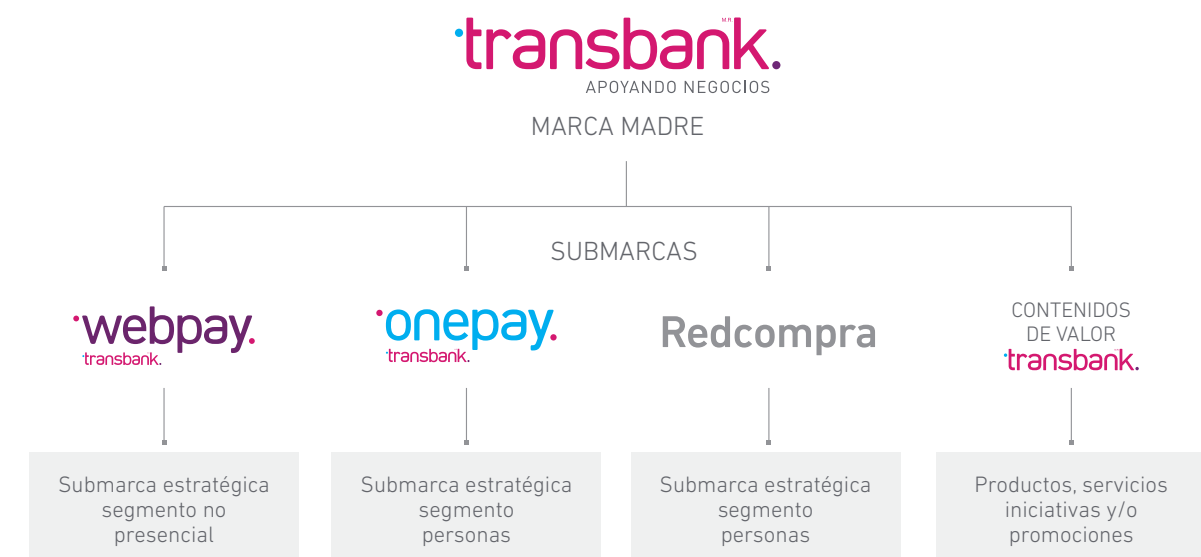 transbank.
M.R.
APOYANDO NEGOCIOS
MARCA MADRE
SUBMARCAS
webpay.
transbank.
onepay.
transbank.
Redcompra
CONTENIDOS
DE VALOR
transbank.
Submarca estratégica
segmento no
presencial
Submarca estratégica
segmento
personas
Submarca estratégica
segmento
personas
Productos, servicios
iniciativas y/o
promociones